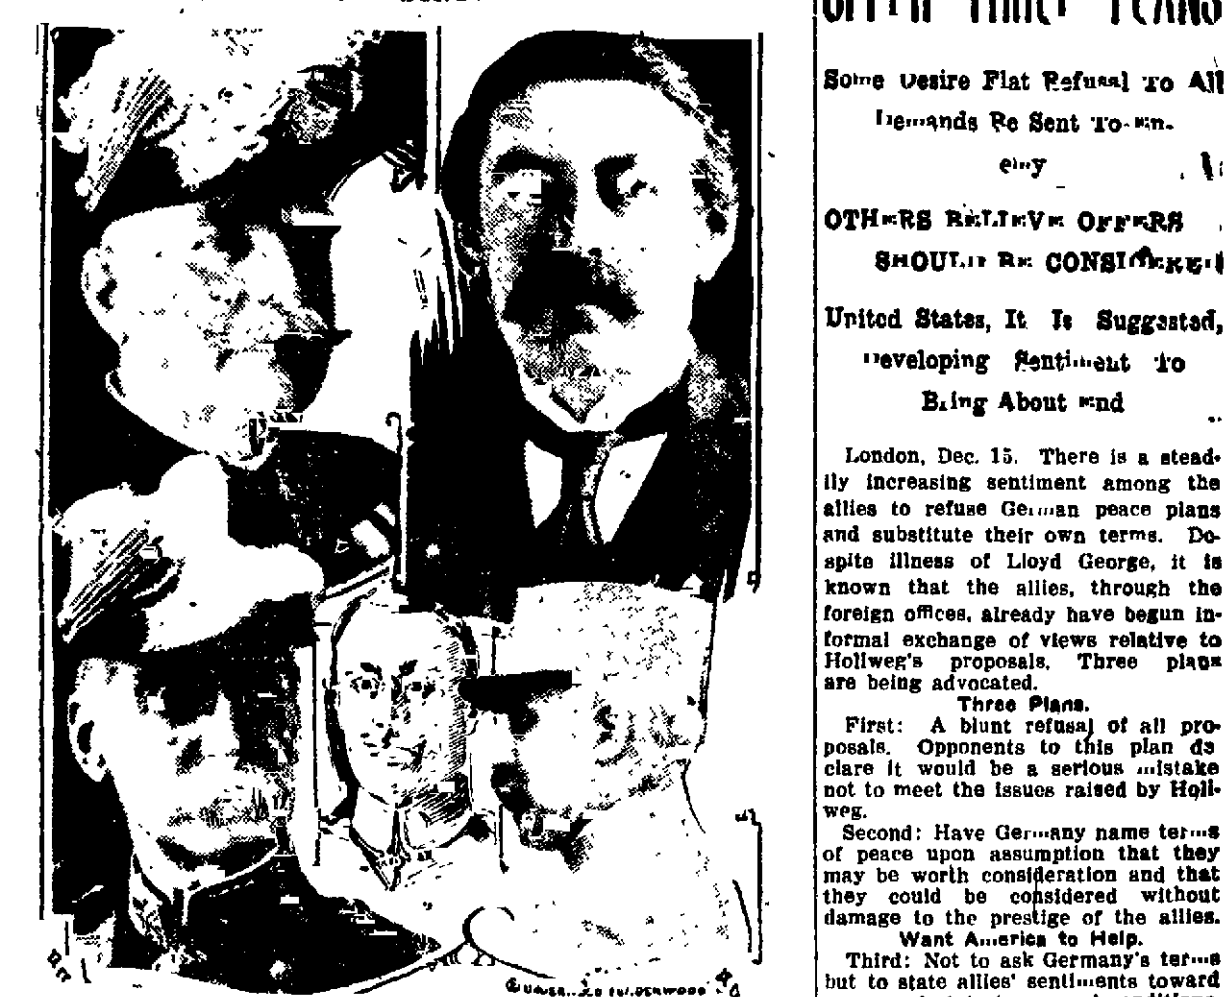 Some Desire Flat Refusal To All
Demands Be Sent To En-
emy
OTHERS BELIEVE OFFERS
SHOULD BE CONSIDERED
United States, It Is Suggested,
Developing Sentiment To
Bring About End
London, Dec. 15. There is a stead-
ily increasing sentiment among the
allies to refuse German peace plans
and substitute their own terms. De-
spite illness of Lloyd George, it is
known that the allies, through the
foreign offices, already have begun in-
formal exchange of views relative to
Hollweg's proposals. Three plans
are being advocated.
Three Plans.
First: A blunt refusal of all pro-
posals. Opponents to this plan de
clare it would be a serious mistake
not to meet the issues raised by Holl-
weg.
Second: Have Germany name terms
of peace upon assumption that they
may be worth consideration and that
they could be considered without
damage to the prestige of the allies.
Want America to Help.
Third: Not to ask Germany's terms
but to state allies' sentiments toward